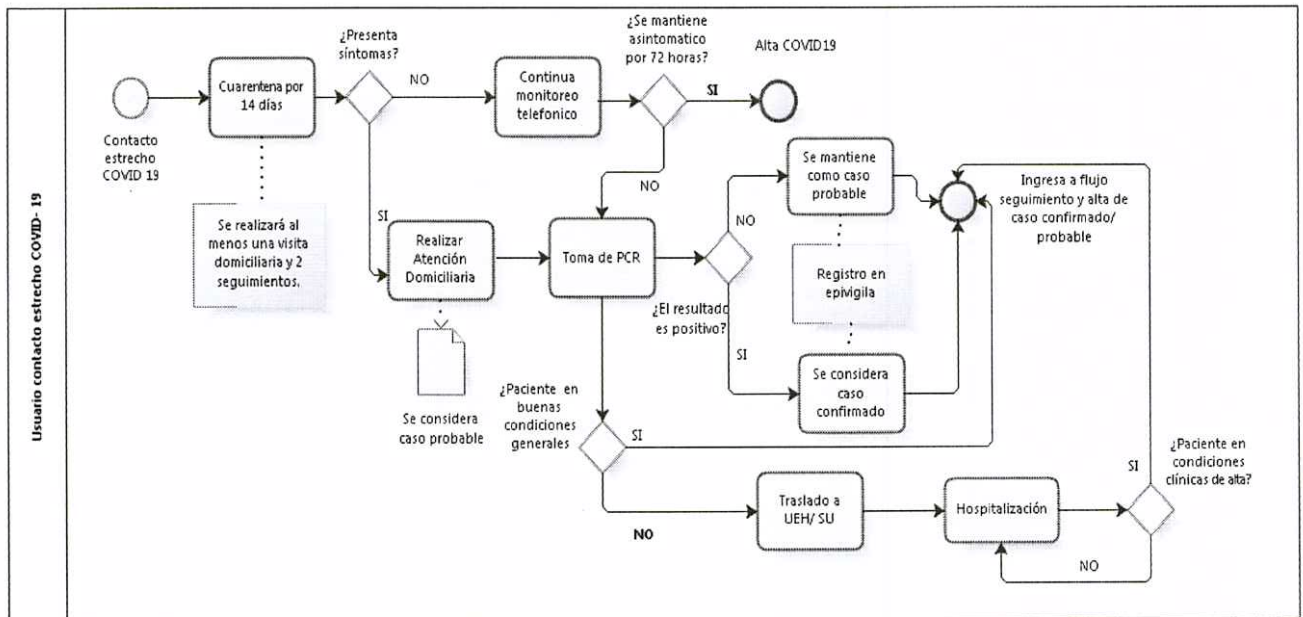 Usuario contacto estrecho COVID- 19
Contacto
estrecho
COVID 19
Cuarentena por
14 días
Se realizará al
menos una visita
domiciliaria y 2
seguimientos.
¿Presenta
síntomas?
NO
SI
Continua
monitoreo
telefonico
¿Se mantiene
asintomatico
por 72 horas?
SI
NO
Alta COVID19
Realizar
Atención
Domiciliaria
Se considera
caso probable
Toma de PCR
¿El resultado
es positivo?
NO
SI
Se mantiene
como caso
probable
Registro en
epivigila
Se considera
caso
confirmado
Ingresa a flujo
seguimiento y alta de
caso confirmado/
probable
¿Paciente en
buenas
condiciones
generales
SI
NO
Traslado a
UEH/ SU
Hospitalización
¿Paciente en
condiciones
clínicas de alta?
SI
NO